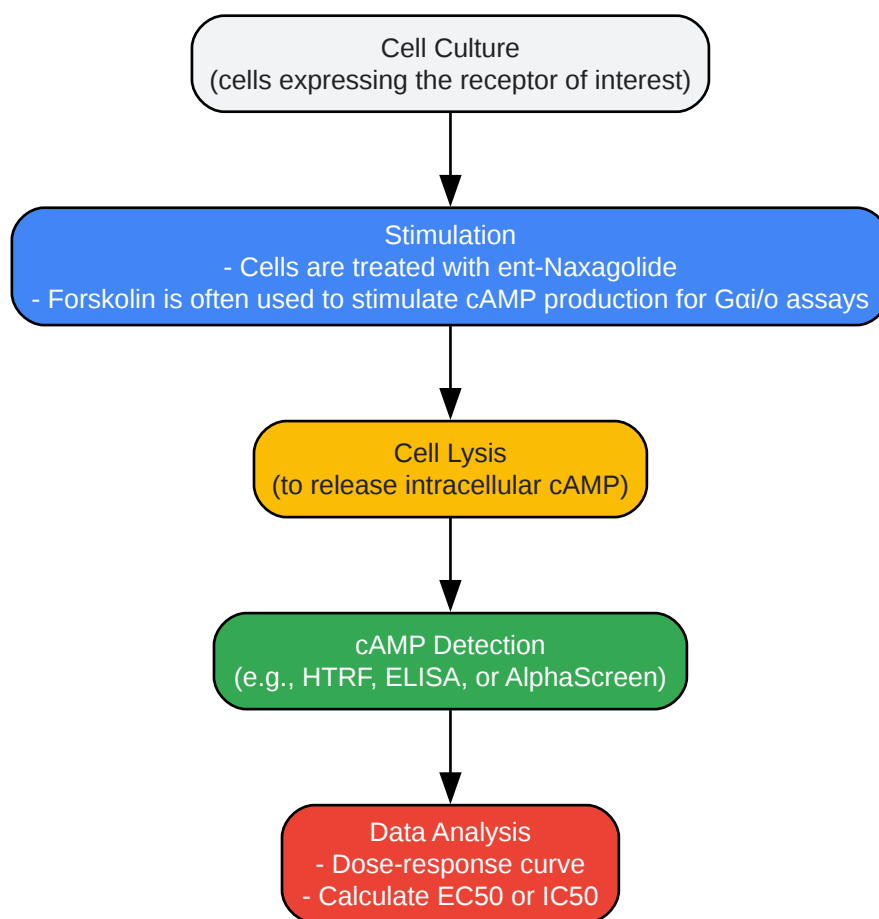 Cell Culture
(cells expressing the receptor of interest)
Stimulation
- Cells are treated with ent-Naxagolide
- Forskolin is often used to stimulate cAMP production for Gαi/o assays
Cell Lysis
(to release intracellular cAMP)
cAMP Detection
(e.g., HTRF, ELISA, or AlphaScreen)
Data Analysis
- Dose-response curve
- Calculate EC50 or IC50